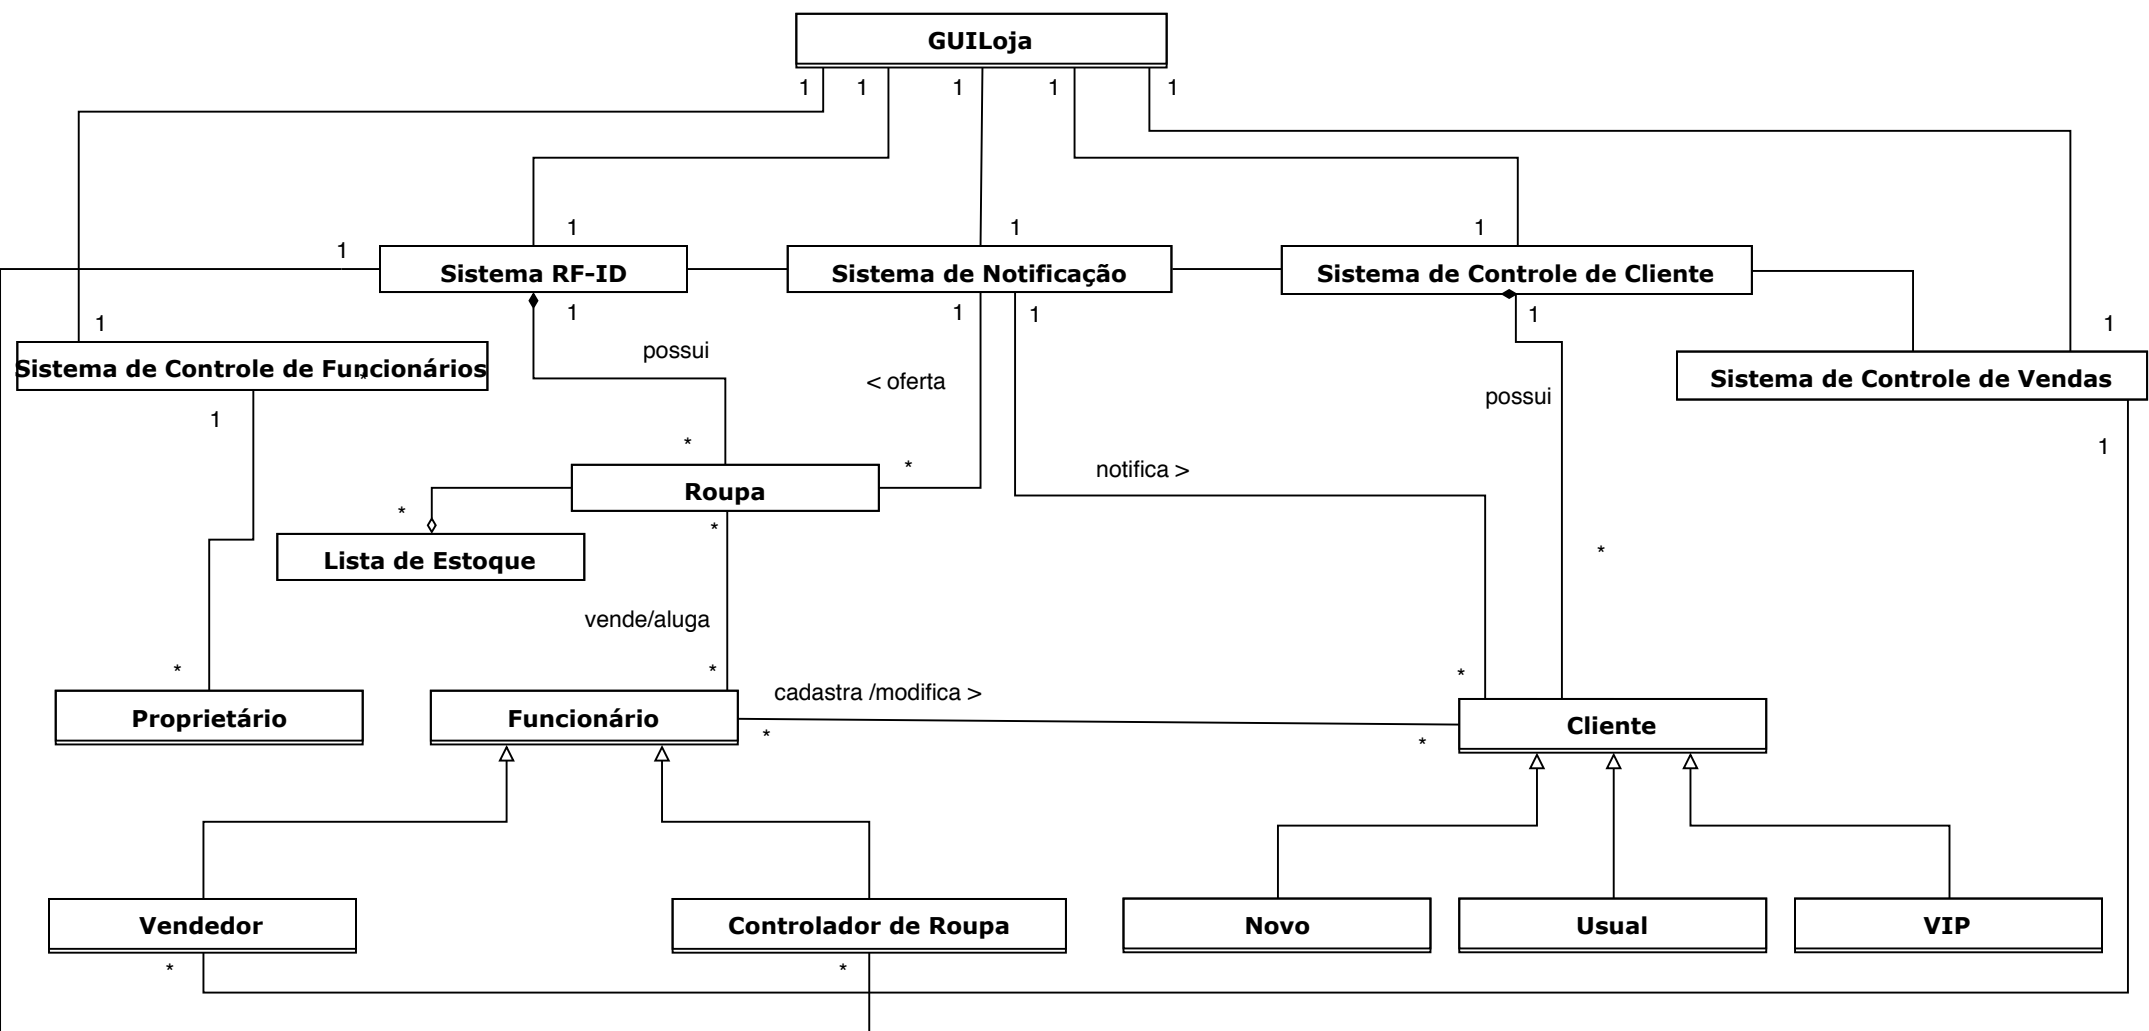 GUILoja
1 1 1 1 1
1 1 1
1
Sistema RF-ID
Sistema de Notificação
Sistema de Controle de Cliente
1 1 1 1
1 1
possui
Sistema de Controle de Funcionários
*
< oferta
Sistema de Controle de Vendas
possui
1
* 1
* notifica >
Roupa
*
*
Lista de Estoque
*
vende/aluga
* * *
cadastra /modifica >
Proprietário
Funcionário
Cliente
* *
Vendedor
Controlador de Roupa
Novo
Usual
VIP
* *